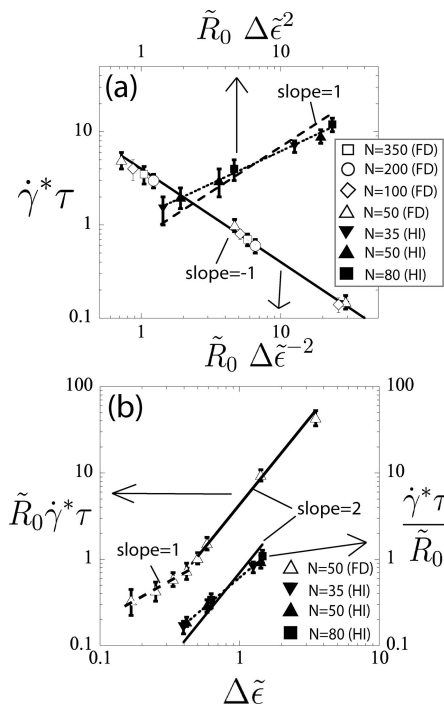 R̃₀ Δε̃²
1 10
(a)
slope=1
10
1
0.1
γ̇*τ
slope=-1
N=350 (FD)
N=200 (FD)
N=100 (FD)
N=50 (FD)
N=35 (HI)
N=50 (HI)
N=80 (HI)
1 10
R̃₀ Δε̃⁻²
100 100
(b)
10 10
R̃₀γ̇*τ
slope=2
γ̇*τ
R̃₀
slope=1
1 1
N=50 (FD)
N=35 (HI)
N=50 (HI)
N=80 (HI)
0.1 0.1
0.1 1 10
Δε̃